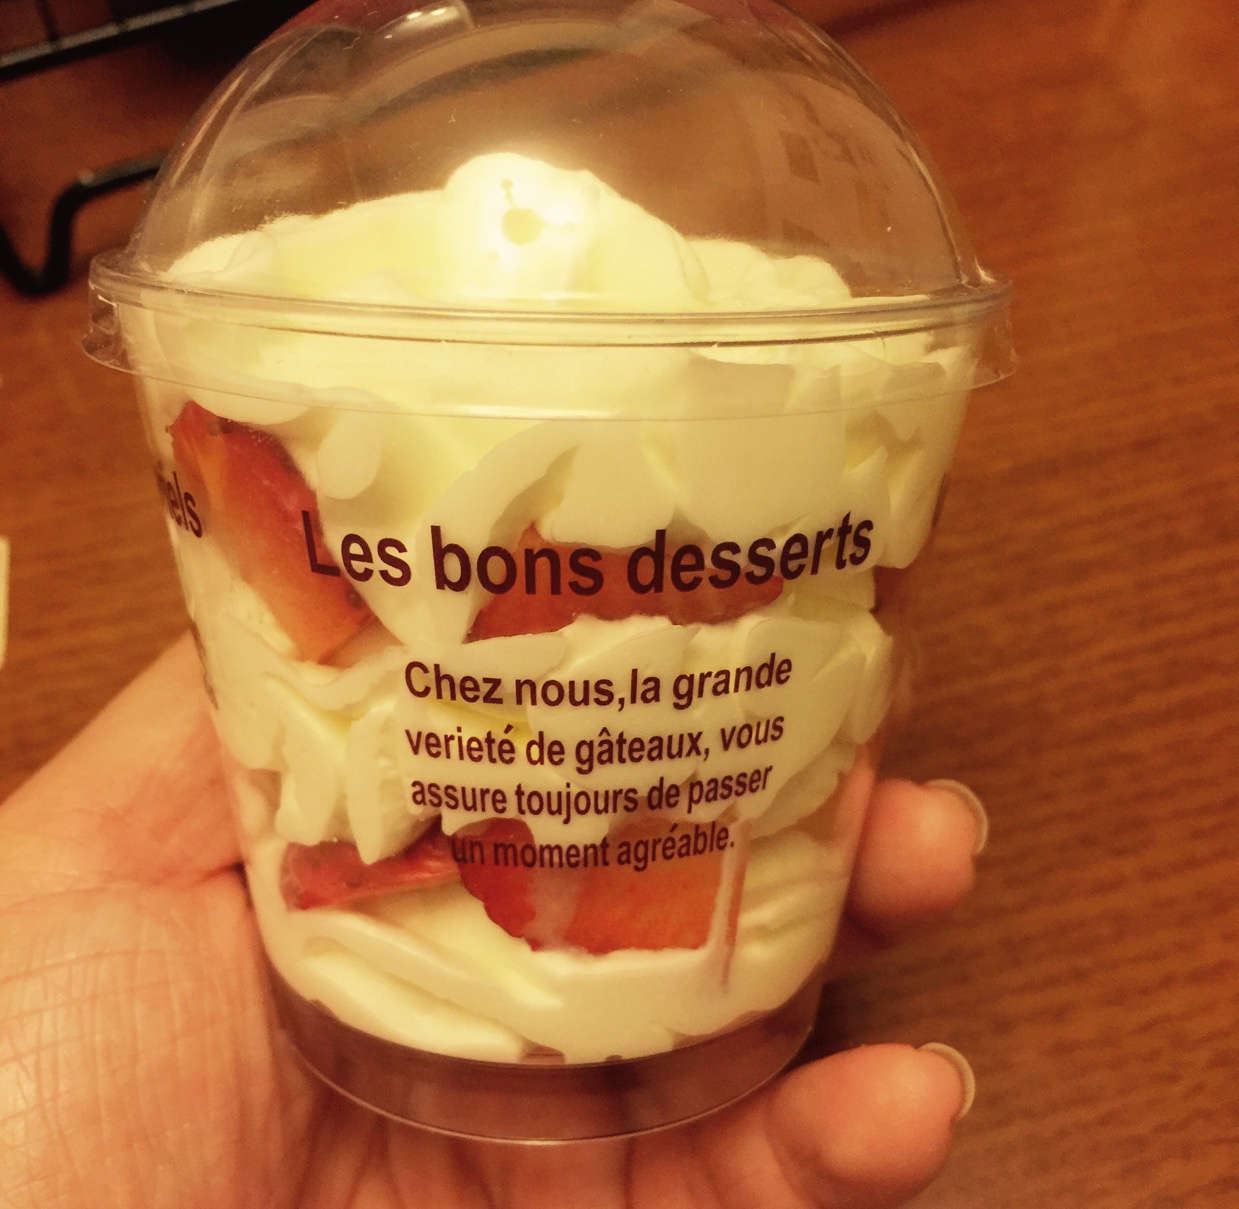 Les bons desserts
Chez nous,la grande
verieté de gâteaux, vous
assure toujours de passer
un moment agréable.